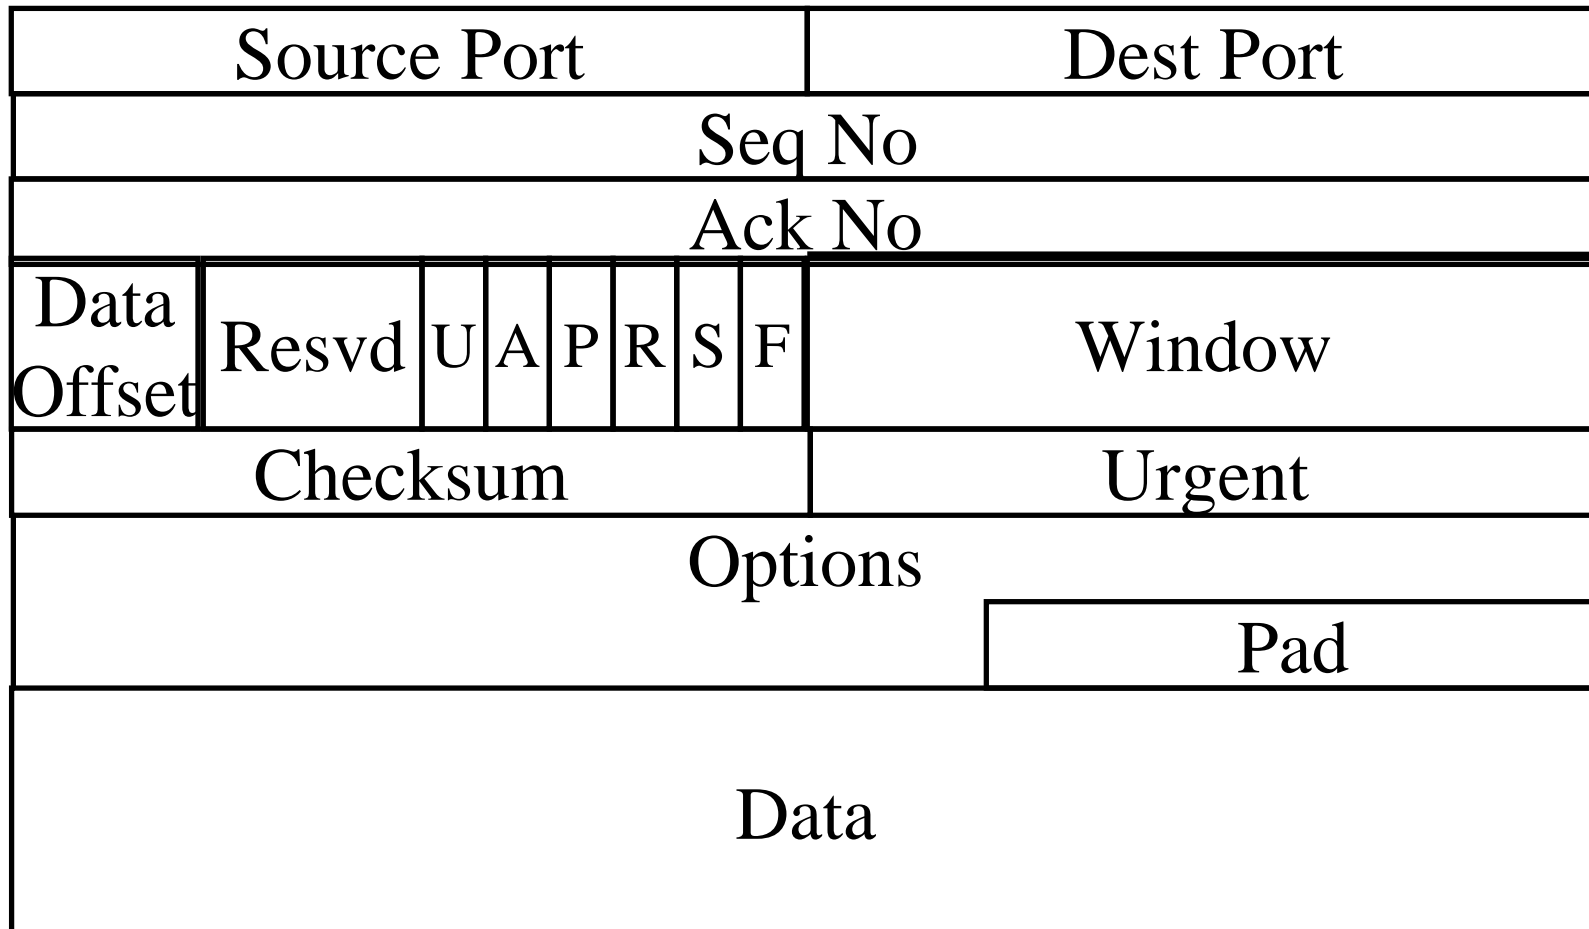 Source Port Dest Port
Seq No
Ack No
Data
Offset
Resvd U A P R S F Window
Checksum Urgent
Options
Pad
Data